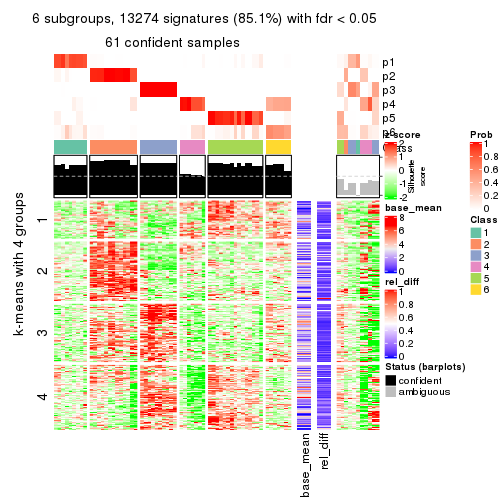 6 subgroups, 13274 signatures (85.1%) with fdr < 0.05
61 confident samples
p1
p2
p3
p4
p5
p6
Class
Silhouette
score
k-means with 4 groups
1
2
3
4
base_mean
rel_diff
z-score
2
1
0
-1
-2
base_mean
8
6
4
2
0
rel_diff
1
0.8
0.6
0.4
0.2
0
Status (barplots)
confident
ambiguous
Prob
1
0.8
0.6
0.4
0.2
0
Class
1
2
3
4
5
6